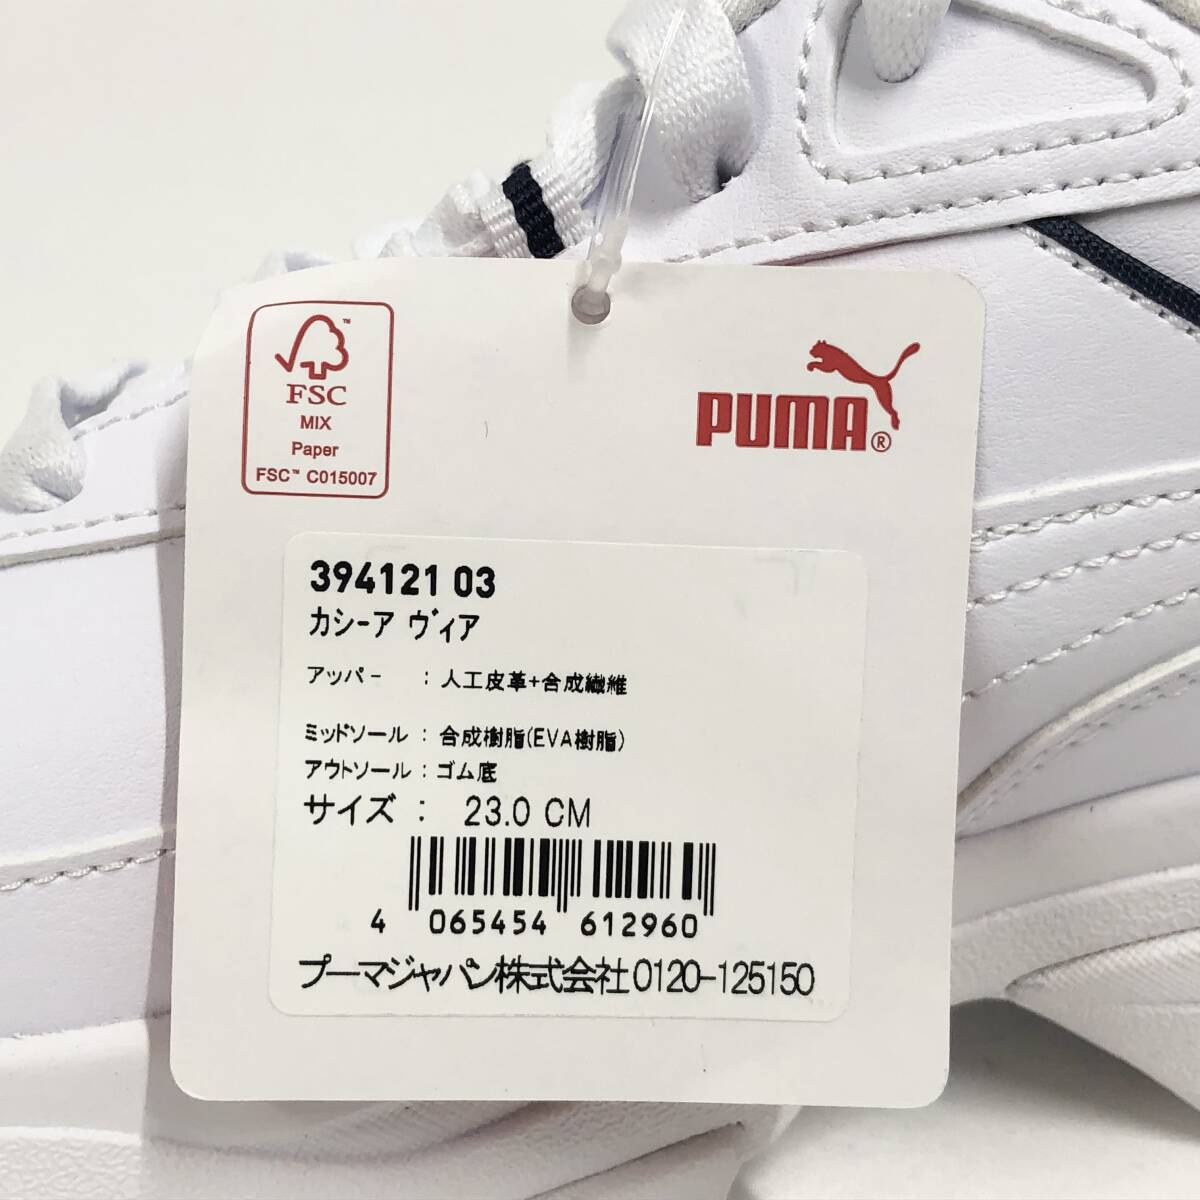 FSC
™
MIX
Paper
FSC™ C015007
PUMA®
394121 03
カシーア ヴィア
アッパー : 人工皮革+合成繊維
ミッドソール : 合成樹脂(EVA樹脂)
アウトソール : ゴム底
サイズ : 23.0 CM
4 065454 612960
プーマジャパン株式会社0120-125150